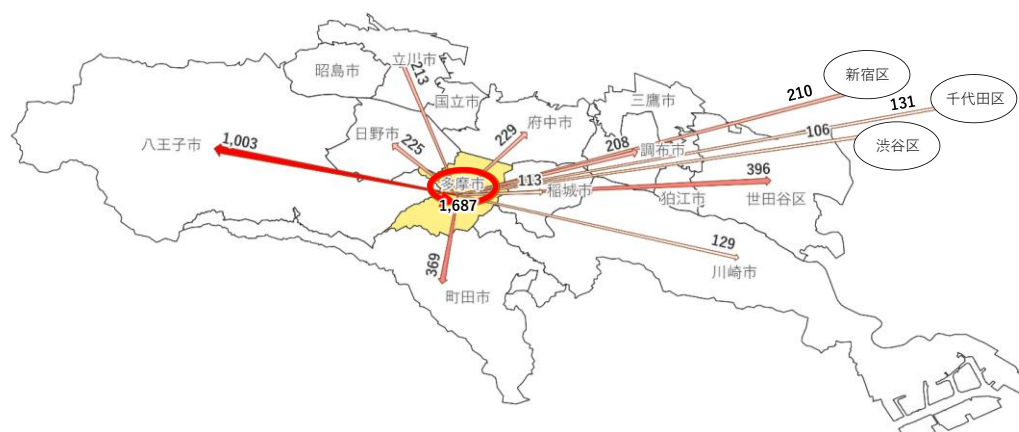 立川市
昭島市
213
新宿区
国立市
三鷹市
210
131
千代田区
府中市
日野市
229
106
八王子市
1,003
225
208
調布市
渋谷区
多摩市
113
稲城市
396
1,687
狛江市
世田谷区
129
369
川崎市
町田市